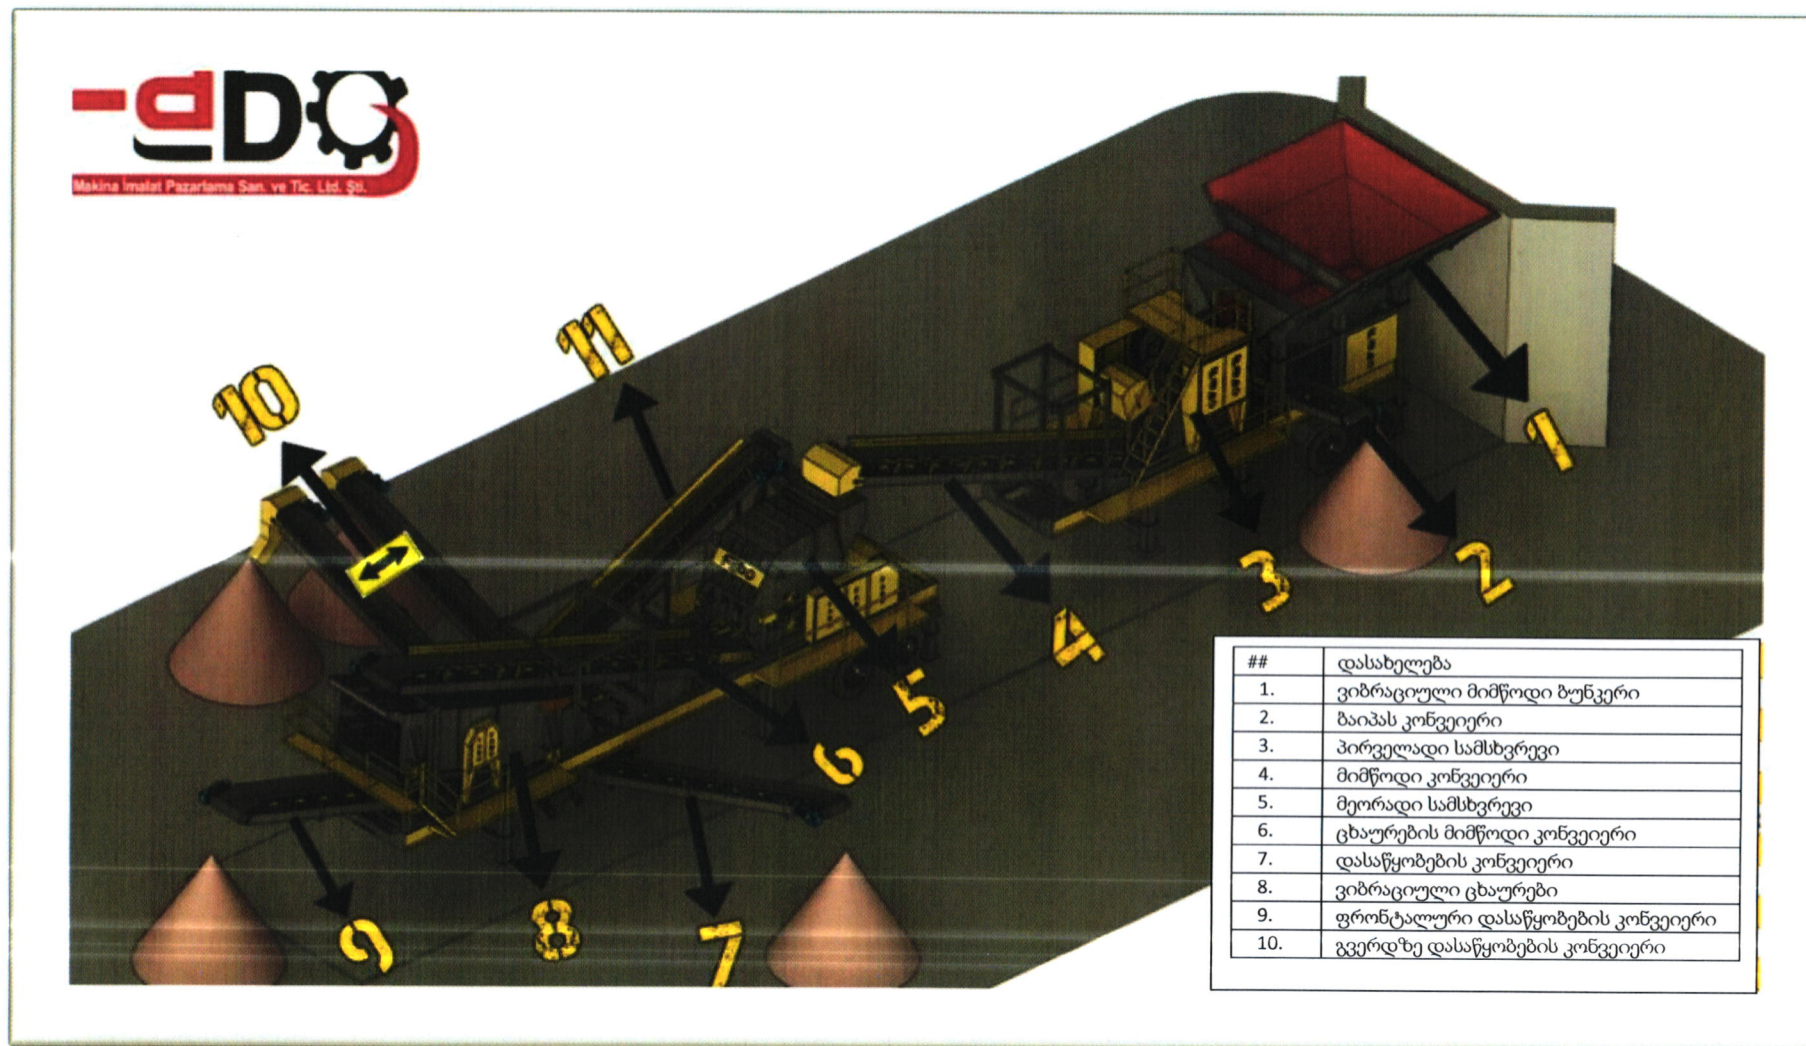 Makina İmalat Pazarlama San. ve Tic. Ltd. Şti.
11
10
1
2
3
4
5
6
7
8
9
## დასახელება
1. ვიბრაციული მიმწოდი ბუნკერი
2. ბაიპას კონვეიერი
3. პირველადი სამსხვრევი
4. მიმწოდი კონვეიერი
5. მეორადი სამსხვრევი
6. ცხაურების მიმწოდი კონვეიერი
7. დასაწყობების კონვეიერი
8. ვიბრაციული ცხაურები
9. ფრონტალური დასაწყობების კონვეიერი
10. გვერდზე დასაწყობების კონვეიერი